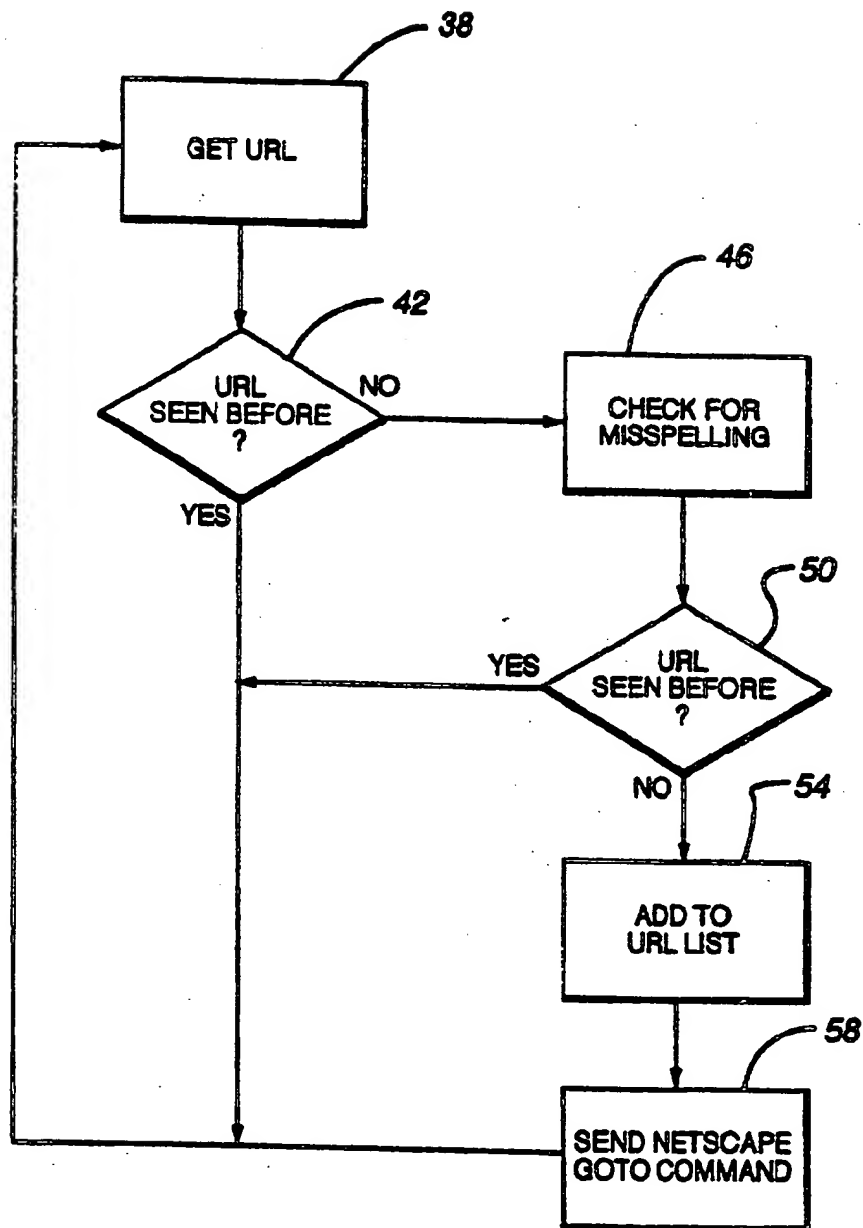 38
GET URL
42
46
URL
SEEN BEFORE
?
NO
CHECK FOR
MISSPELLING
YES
50
YES
URL
SEEN BEFORE
?
NO
54
ADD TO
URL LIST
58
SEND NETSCAPE
GOTO COMMAND